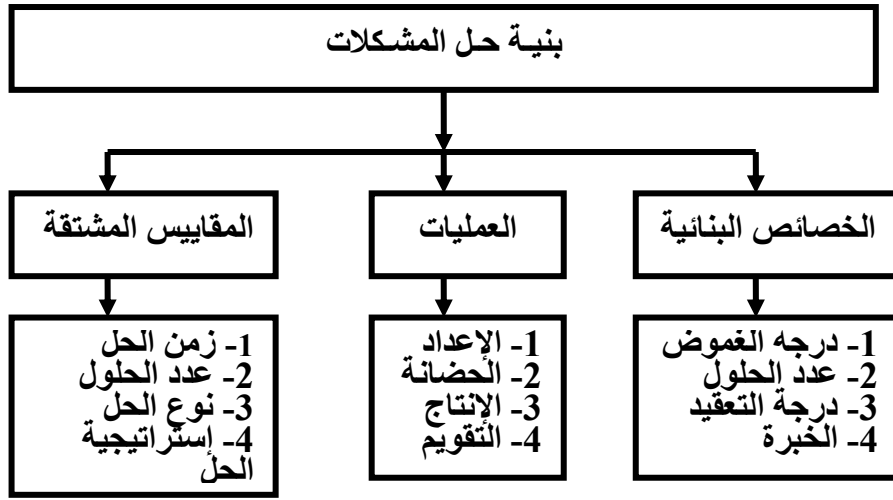 بنية حل المشكلات
الخصائص البنائية
العمليات
المقاييس المشتقة
1- درجه الغموض
2- عدد الحلول
3- درجة التعقيد
4- الخبرة
1- الإعداد
2- الحضانة
3- الإنتاج
4- التقويم
1- زمن الحل
2- عدد الحلول
3- نوع الحل
4- إستراتيجية
الحل